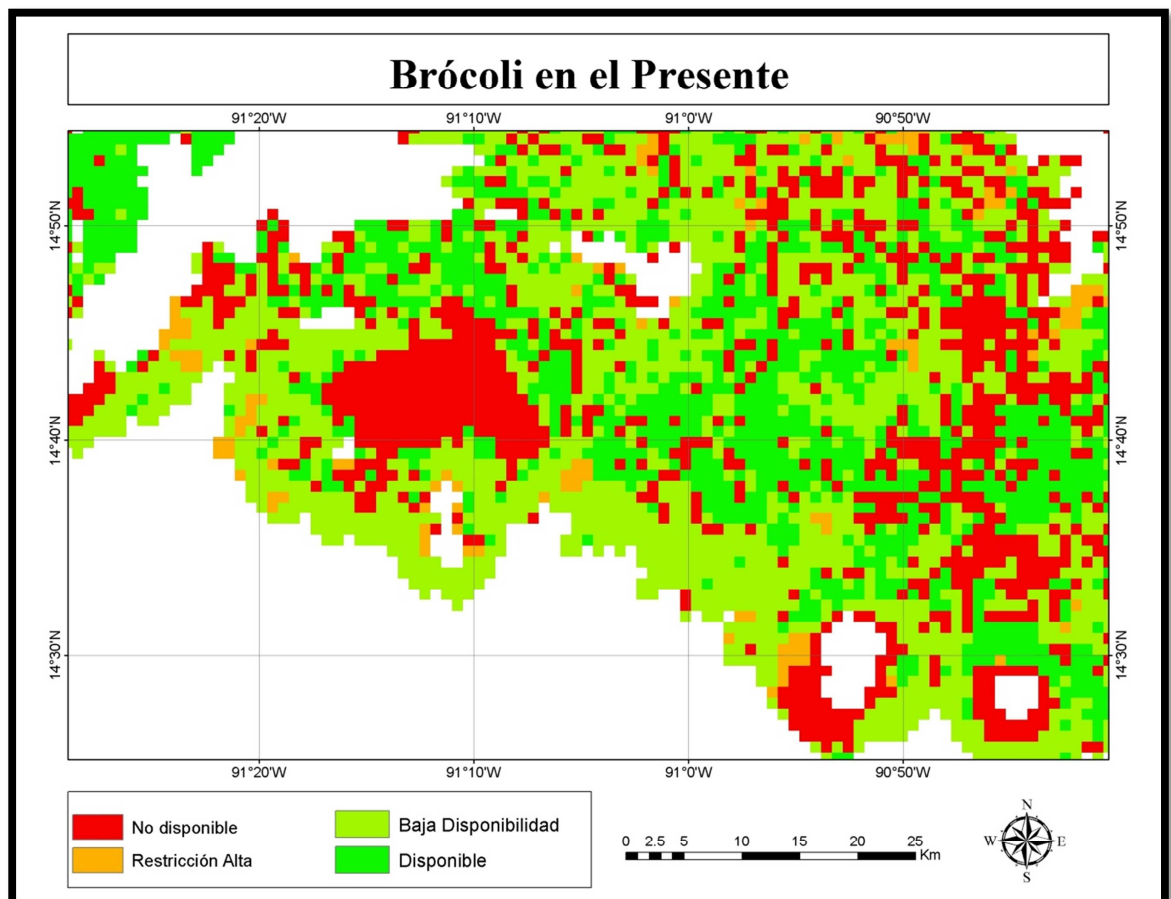 Brócoli en el Presente
91°20'W 91°10'W 91°0'W 90°50'W
14°50'N 14°50'N
14°40'N 14°40'N
14°30'N 14°30'N
91°20'W 91°10'W 91°0'W 90°50'W
No disponible
Restricción Alta
Baja Disponibilidad
Disponible
0 2.5 5 10 15 20 25
Km
N
W E
S